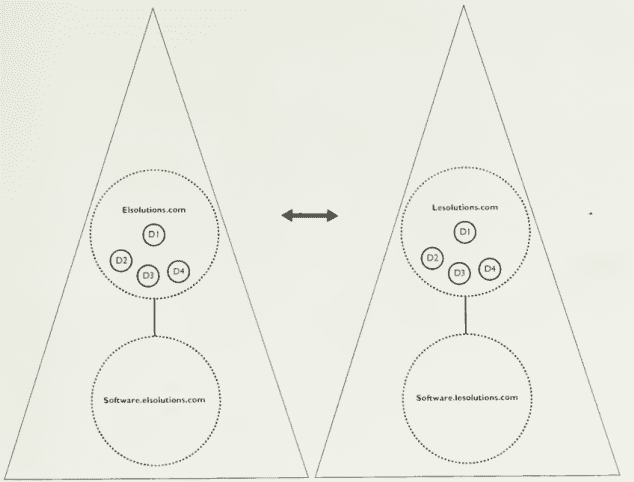 Elsolutions.com
D1
D2
D3
D4
Software.elsolutions.com
Lesolutions.com
D1
D2
D3
D4
Software.lesolutions.com